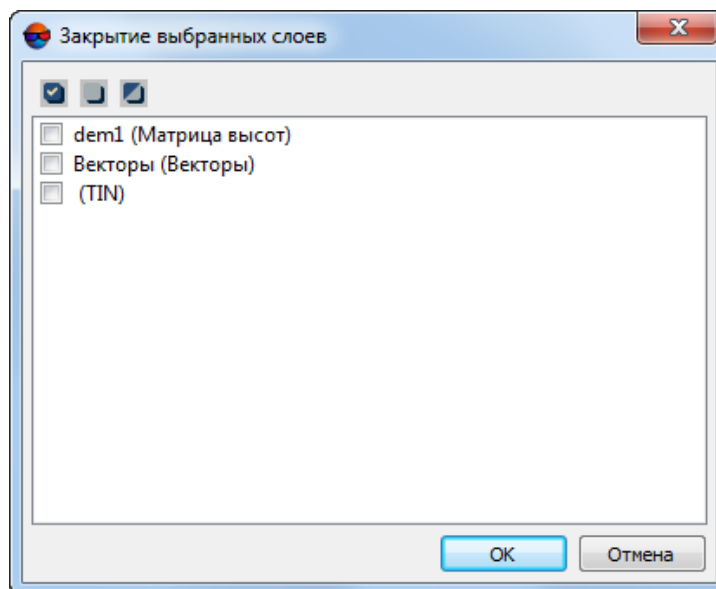 Закрытие выбранных слоев
dem1 (Матрица высот)
Векторы (Векторы)
(TIN)
OK
Отмена